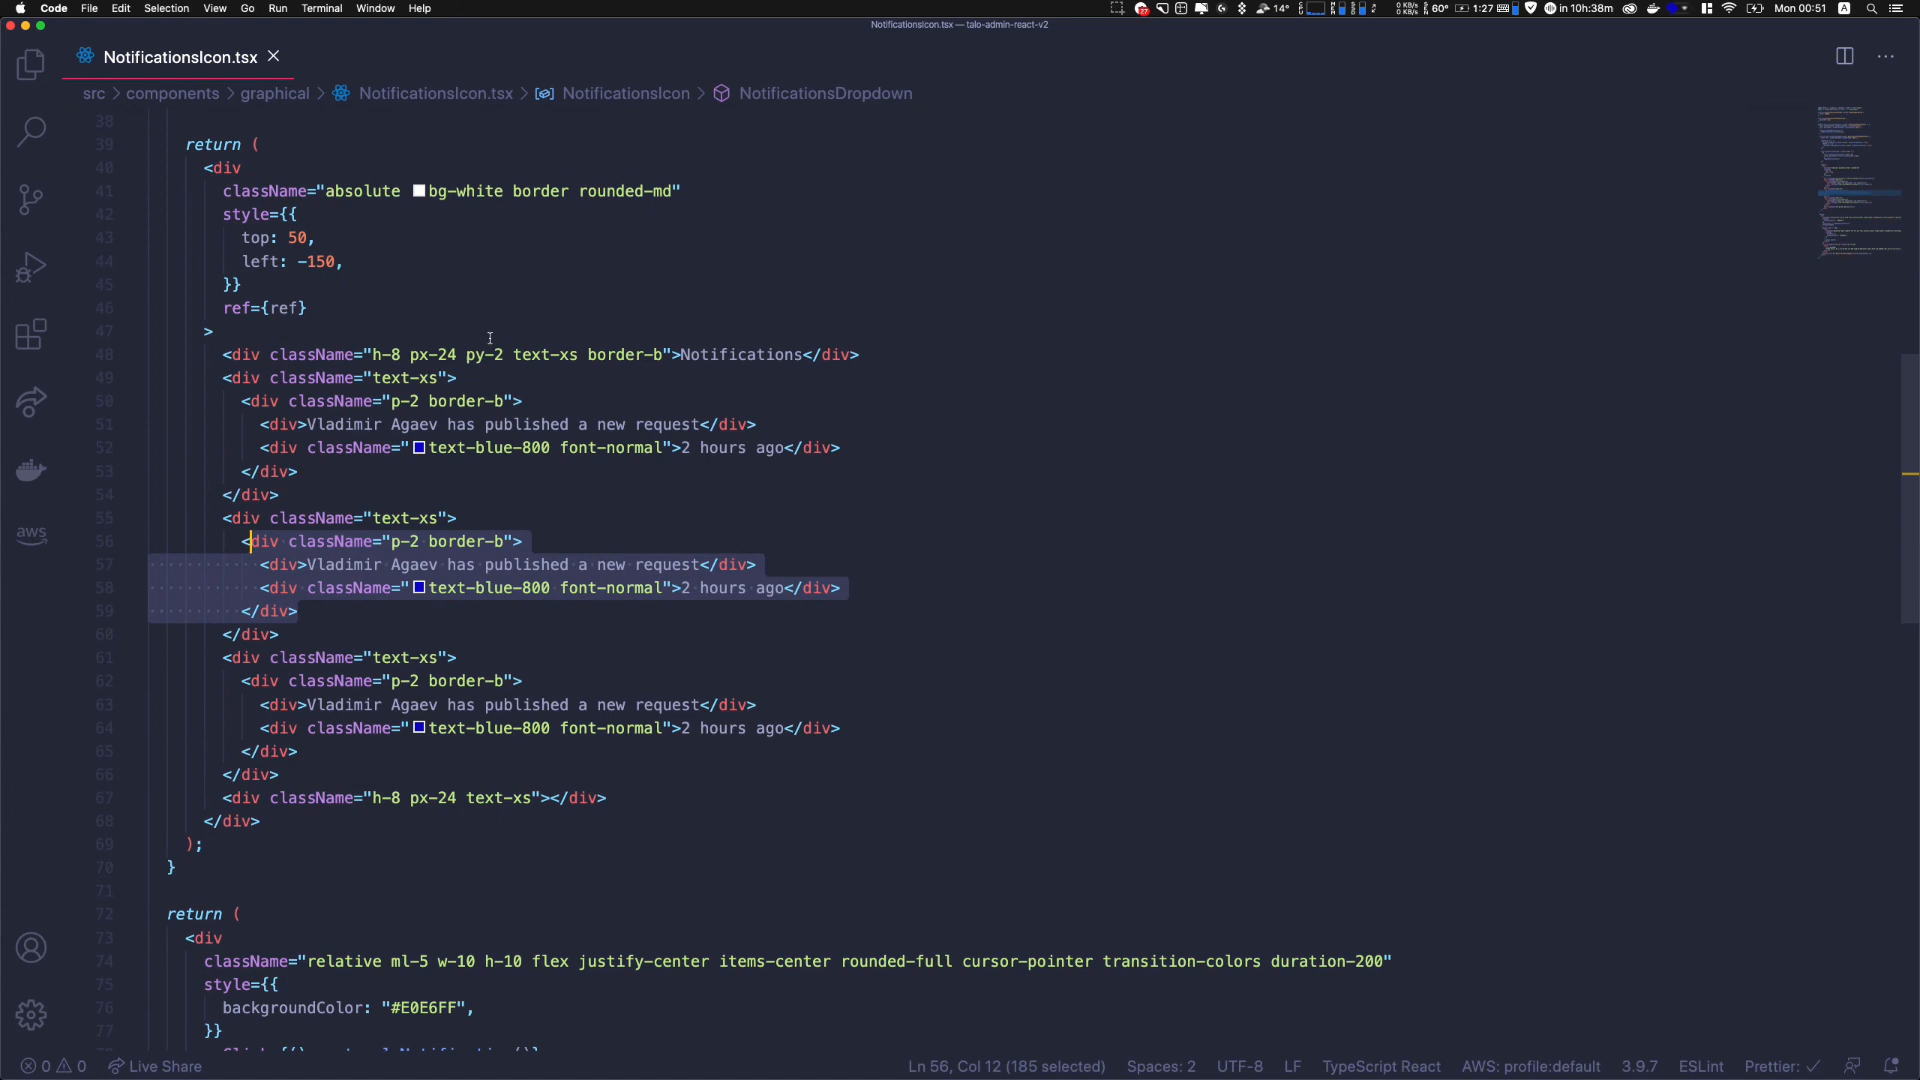 Code File Edit Selection View Go Run Terminal Window Help 14° 0 KB/s 0 KB/s 60° 1:27 in 10h:38m Mon 00:51
NotificationsIcon.tsx — talo-admin-react-v2
NotificationsIcon.tsx
src > components > graphical > NotificationsIcon.tsx > NotificationsIcon > NotificationsDropdown
38
39 return (
40 <div
41 className="absolute bg-white border rounded-md"
42 style={{
43 top: 50,
44 left: -150,
45 }}
46 ref={ref}
47 >
48 <div className="h-8 px-24 py-2 text-xs border-b">Notifications</div>
49 <div className="text-xs">
50 <div className="p-2 border-b">
51 <div>Vladimir Agaev has published a new request</div>
52 <div className="text-blue-800 font-normal">2 hours ago</div>
53 </div>
54 </div>
55 <div className="text-xs">
56 <div className="p-2 border-b">
57 <div>Vladimir Agaev has published a new request</div>
58 <div className="text-blue-800 font-normal">2 hours ago</div>
59 </div>
60 </div>
61 <div className="text-xs">
62 <div className="p-2 border-b">
63 <div>Vladimir Agaev has published a new request</div>
64 <div className="text-blue-800 font-normal">2 hours ago</div>
65 </div>
66 </div>
67 <div className="h-8 px-24 text-xs"></div>
68 </div>
69 );
70 }
71
72 return (
73 <div
74 className="relative ml-5 w-10 h-10 flex justify-center items-center rounded-full cursor-pointer transition-colors duration-200"
75 style={{
76 backgroundColor: "#E0E6FF",
77 }}
aws
0 0 Live Share Ln 56, Col 12 (185 selected) Spaces: 2 UTF-8 LF TypeScript React AWS: profile:default 3.9.7 ESLint Prettier: ✓